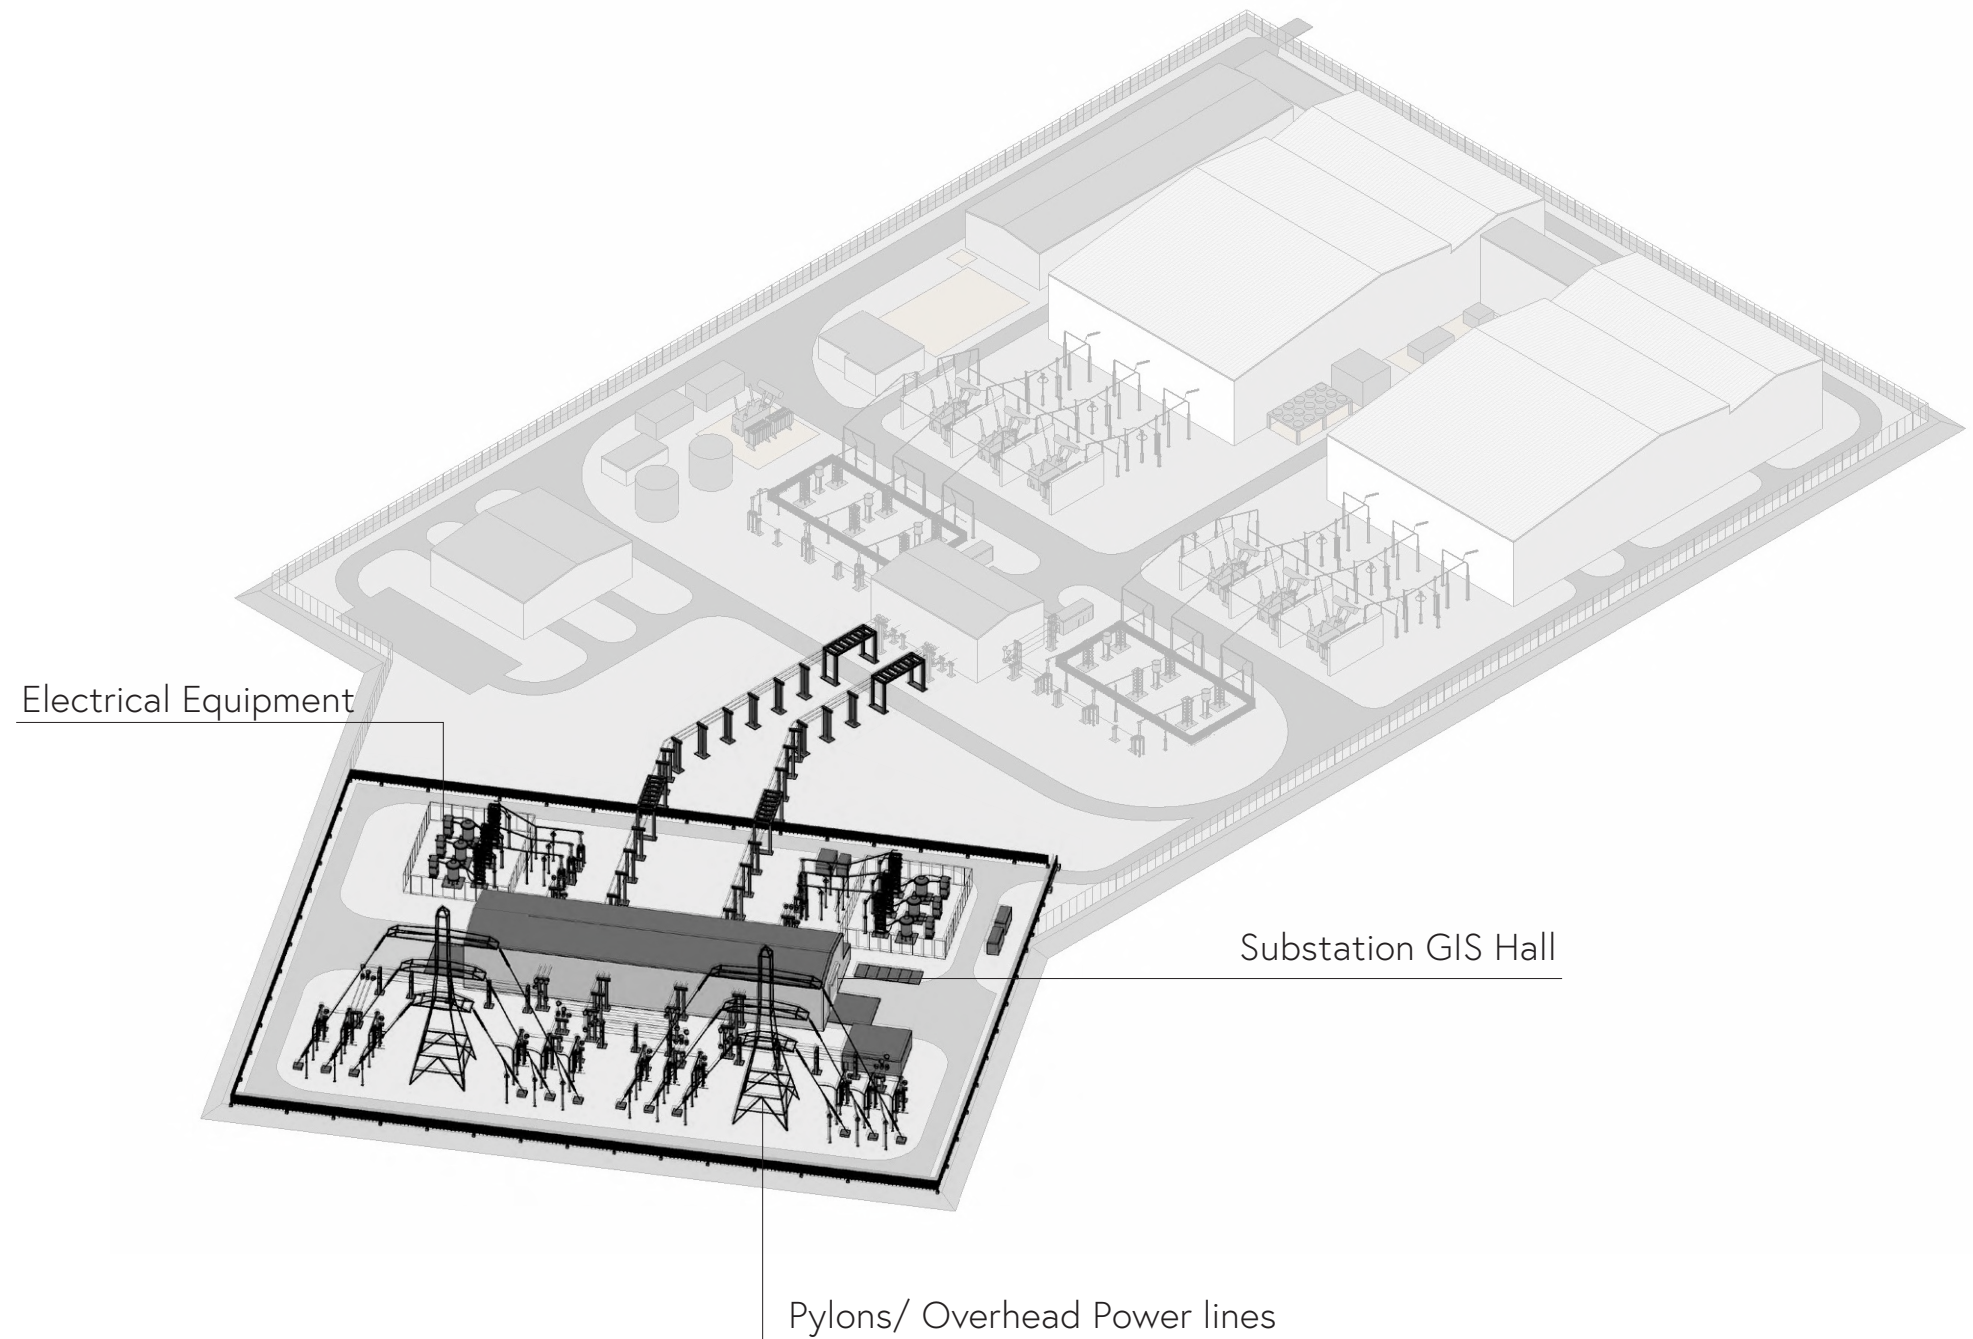 Electrical Equipment
Substation GIS Hall
Pylons/ Overhead Power lines